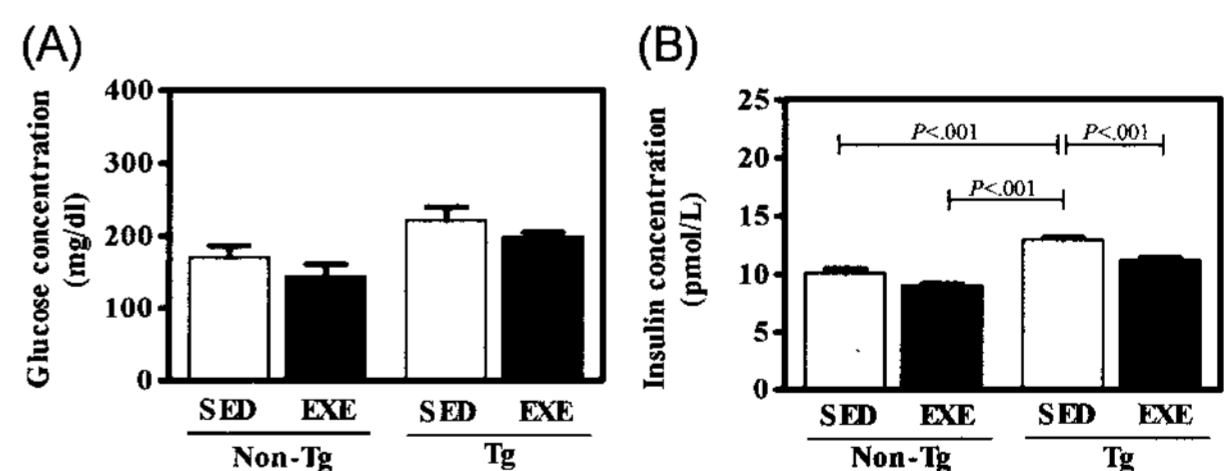 (A)
Glucose concentration
(mg/dl)
400
300
200
100
0
SED EXE SED EXE
Non-Tg Tg
(B)
Insulin concentration
(pmol/L)
25
20
15
10
5
0
P<.001 P<.001
P<.001
SED EXE SED EXE
Non-Tg Tg